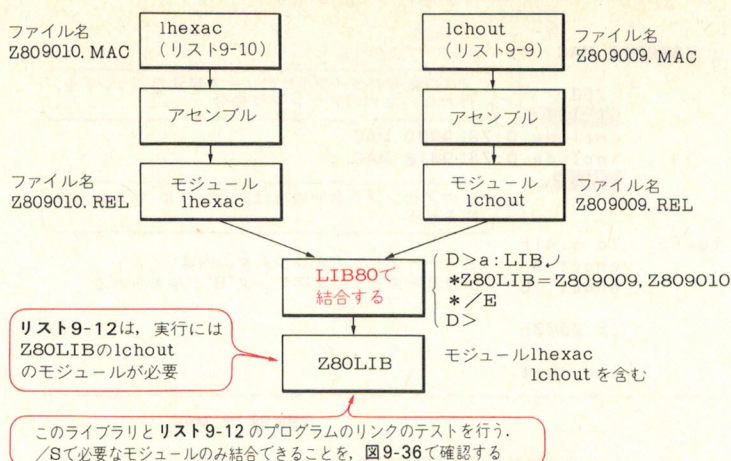 ファイル名
Z809010. MAC
lhexac
(リスト9-10)
lchout
(リスト9-9)
ファイル名
Z809009. MAC
アセンブル
アセンブル
ファイル名
Z809010. REL
モジュール
lhexac
モジュール
lchout
ファイル名
Z809009. REL
LIB80で
結合する
D>a:LIB↲
*Z80LIB=Z809009, Z809010
*/E
D>
リスト9-12は,実行には
Z80LIBのlchout
のモジュールが必要
Z80LIB
モジュールlhexac
lchoutを含む
このライブラリとリスト9-12のプログラムのリンクのテストを行う.
/Sで必要なモジュールのみ結合できることを,図9-36で確認する